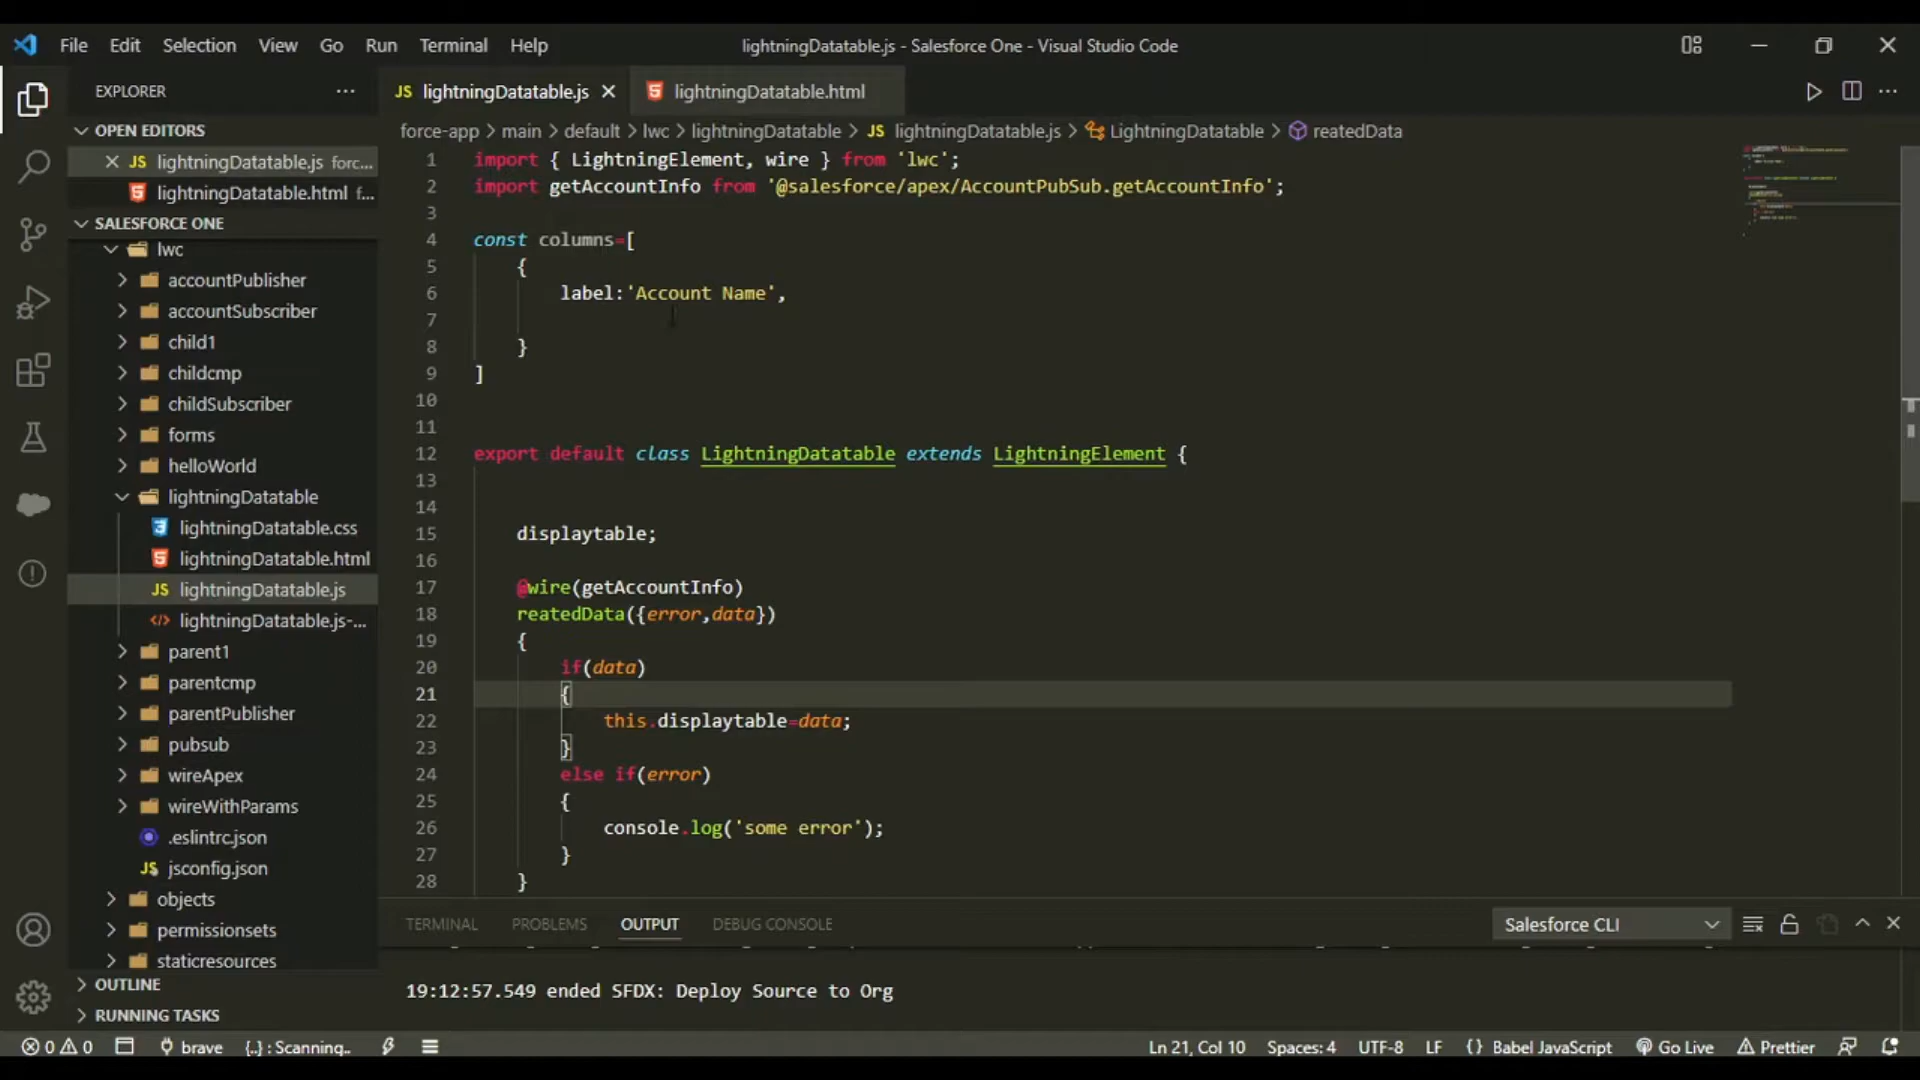 File Edit Selection View Go Run Terminal Help
lightningDatatable.js - Salesforce One - Visual Studio Code
EXPLORER
OPEN EDITORS
JS lightningDatatable.js forc...
lightningDatatable.html f...
SALESFORCE ONE
lwc
accountPublisher
accountSubscriber
child1
childcmp
childSubscriber
forms
helloWorld
lightningDatatable
lightningDatatable.css
lightningDatatable.html
JS lightningDatatable.js
lightningDatatable.js-...
parent1
parentcmp
parentPublisher
pubsub
wireApex
wireWithParams
.eslintrc.json
JS jsconfig.json
objects
permissionsets
staticresources
OUTLINE
RUNNING TASKS
JS lightningDatatable.js
lightningDatatable.html
force-app > main > default > lwc > lightningDatatable > JS lightningDatatable.js > LightningDatatable > reatedData
1 import { LightningElement, wire } from 'lwc';
2 import getAccountInfo from '@salesforce/apex/AccountPubSub.getAccountInfo';
3
4 const columns=[
5 {
6 label:'Account Name',
7
8 }
9 ]
10
11
12 export default class LightningDatatable extends LightningElement {
13
14
15 displaytable;
16
17 @wire(getAccountInfo)
18 reatedData({error,data})
19 {
20 if(data)
21 {
22 this.displaytable=data;
23 }
24 else if(error)
25 {
26 console.log('some error');
27 }
28 }
TERMINAL PROBLEMS OUTPUT DEBUG CONSOLE
Salesforce CLI
19:12:57.549 ended SFDX: Deploy Source to Org
0 0 brave {..} : Scanning..
Ln 21, Col 10 Spaces: 4 UTF-8 LF {} Babel JavaScript Go Live Prettier